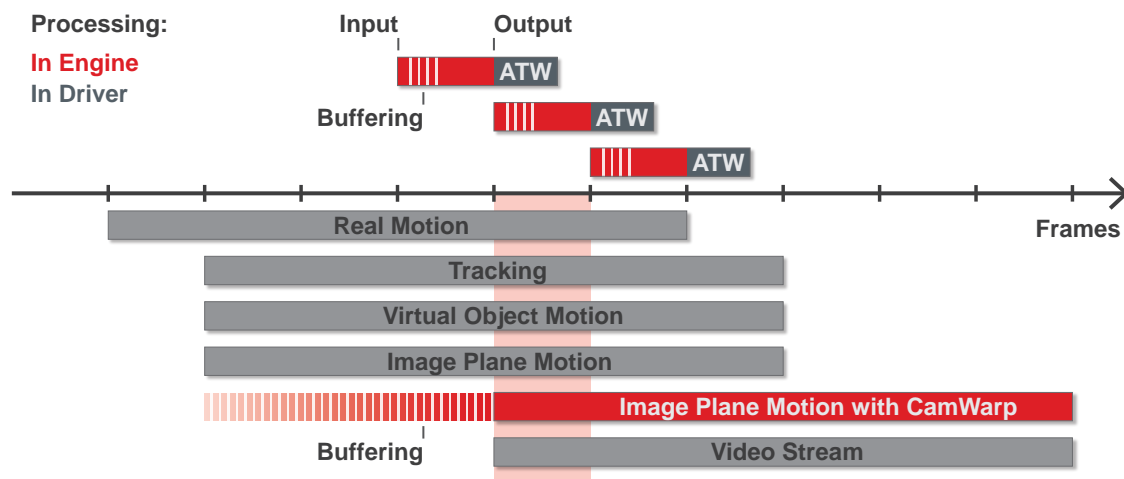 Processing:
Input
Output
In Engine
ATW
In Driver
Buffering
ATW
ATW
Real Motion
Frames
Tracking
Virtual Object Motion
Image Plane Motion
Image Plane Motion with CamWarp
Buffering
Video Stream